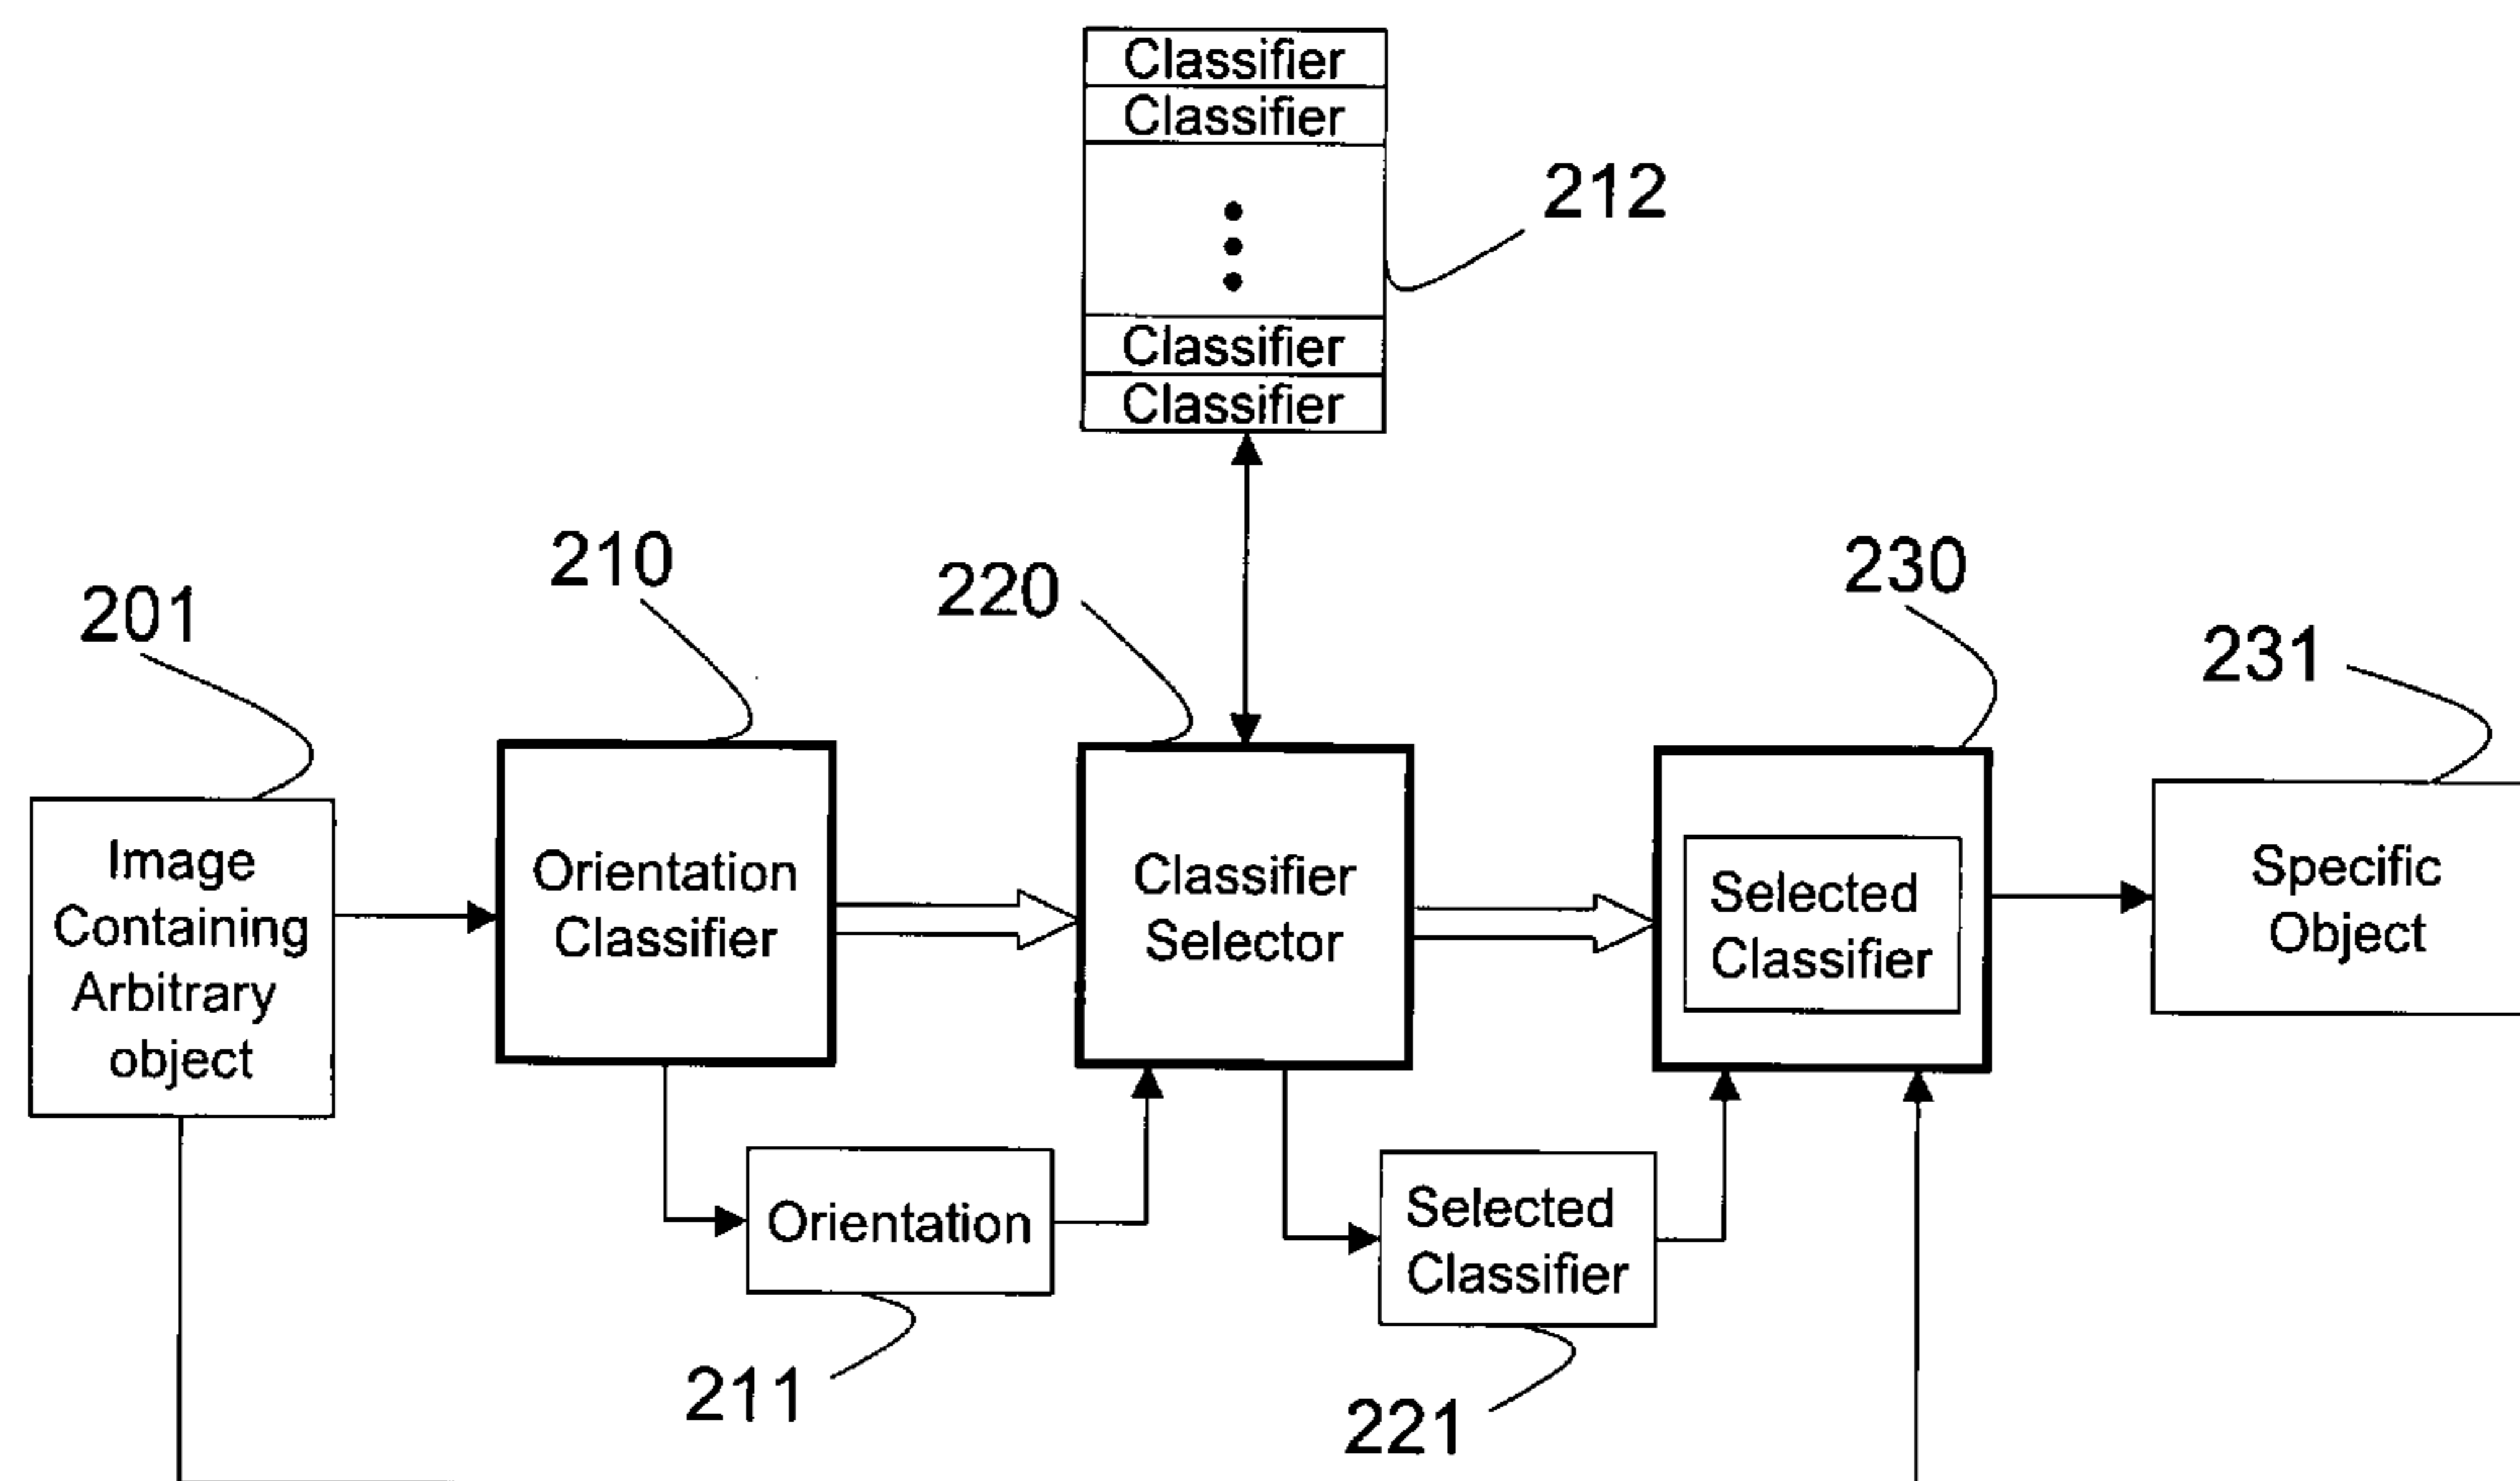 Classifier
Classifier
212
Classifier
Classifier
210
220
230
201
231
Image
Containing
Arbitrary
object
Orientation
Classifier
Classifier
Selector
Selected
Classifier
Specific
Object
Orientation
Selected
Classifier
211
221